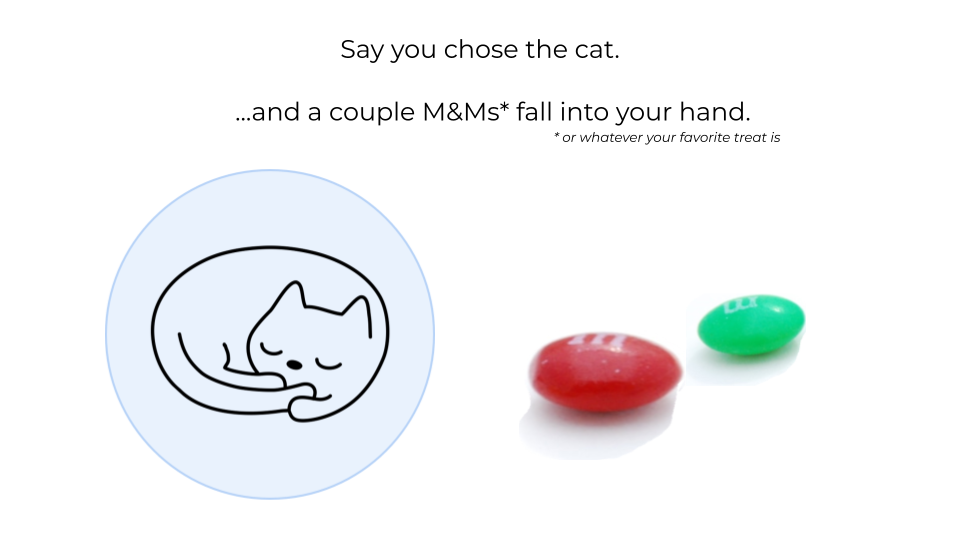 Say you chose the cat.
...and a couple M&Ms* fall into your hand.
* or whatever your favorite treat is